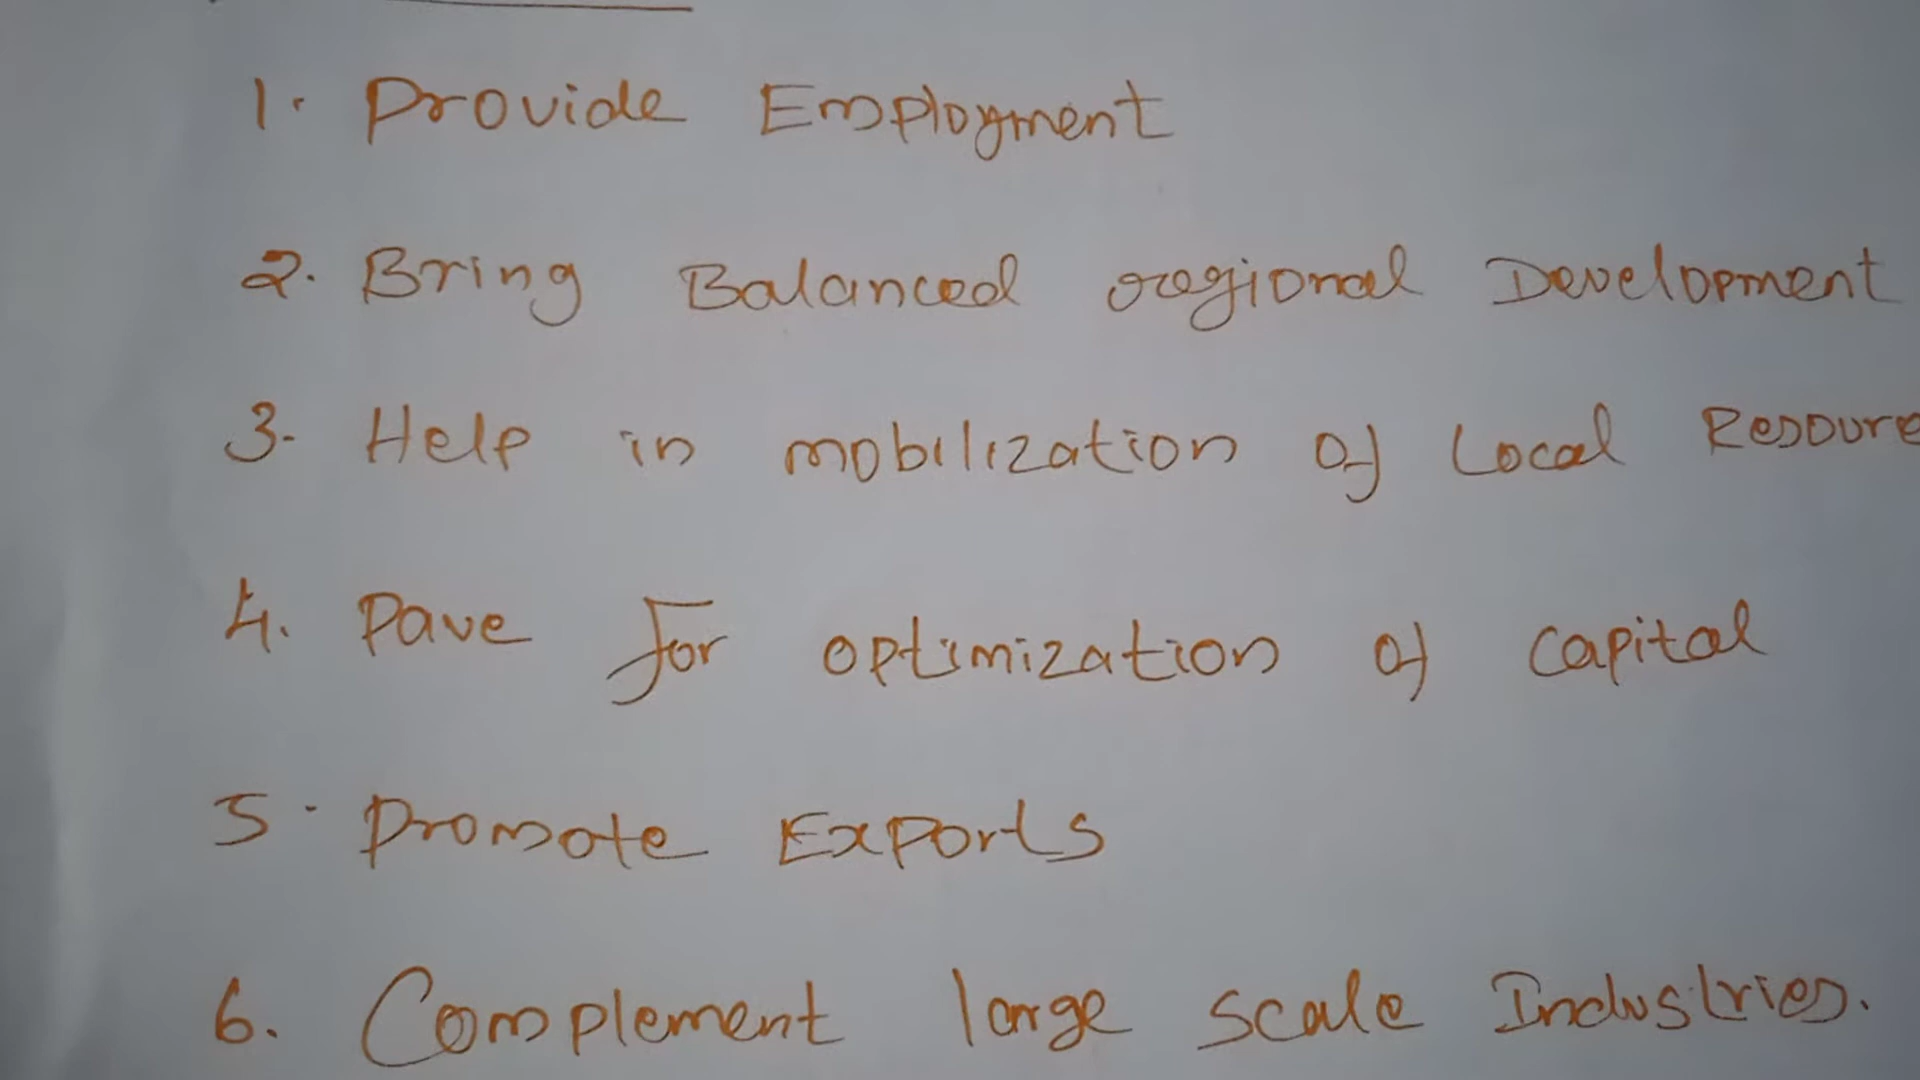 1. Provide Employment
2. Bring Balanced regional Development
3. Help in mobilization of Local Resoure
4. Pave for optimization of capital
5. Promote Exports
6. Complement large scale Industries.